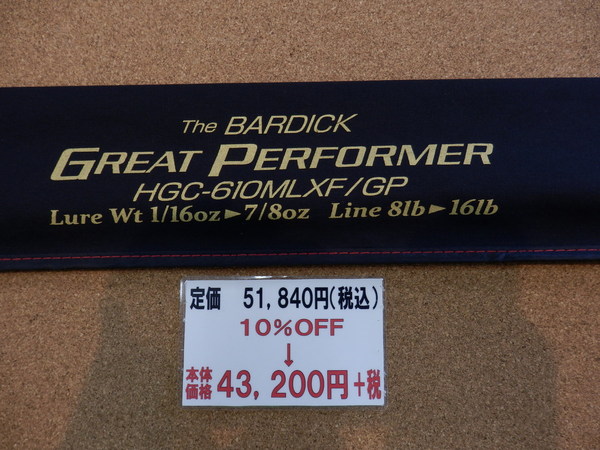 The BARDICK
GREAT PERFORMER
HGC-610MLXF/GP
Lure Wt 1/16oz►7/8oz Line 8lb►16lb
定価 51,840円(税込)
10%OFF
↓
本体価格 43,200円+税